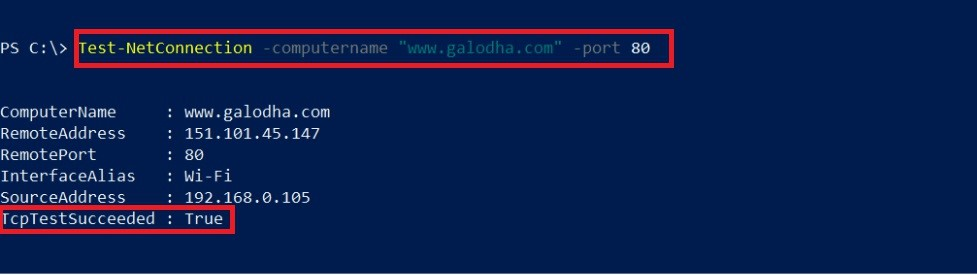 PS C:\> Test-NetConnection -computername "www.galodha.com" -port 80
ComputerName : www.galodha.com
RemoteAddress : 151.101.45.147
RemotePort : 80
InterfaceAlias : Wi-Fi
SourceAddress : 192.168.0.105
TcpTestSucceeded : True